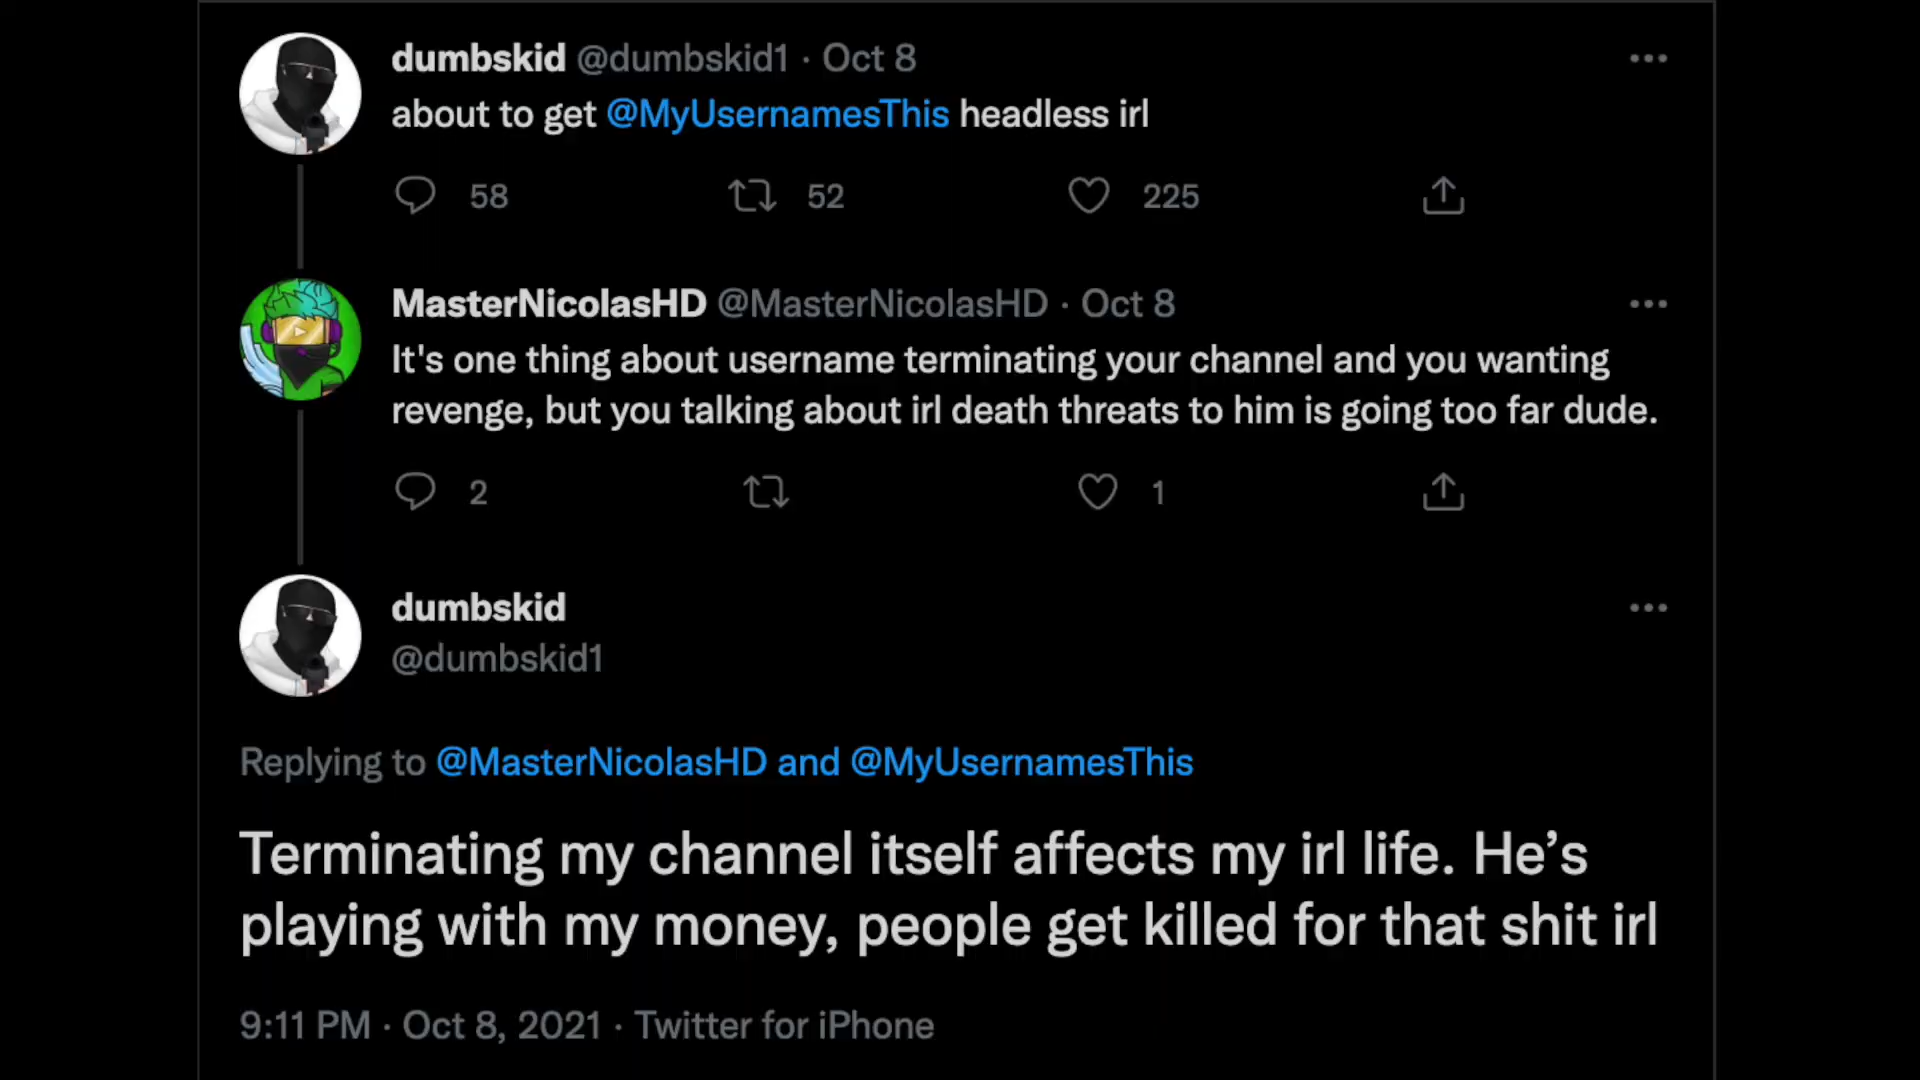 dumbskid @dumbskid1 · Oct 8
about to get @MyUsernamesThis headless irl
58 52 225
MasterNicolasHD @MasterNicolasHD · Oct 8
It's one thing about username terminating your channel and you wanting
revenge, but you talking about irl death threats to him is going too far dude.
2 1
dumbskid
@dumbskid1
Replying to @MasterNicolasHD and @MyUsernamesThis
Terminating my channel itself affects my irl life. He’s
playing with my money, people get killed for that shit irl
9:11 PM · Oct 8, 2021 · Twitter for iPhone